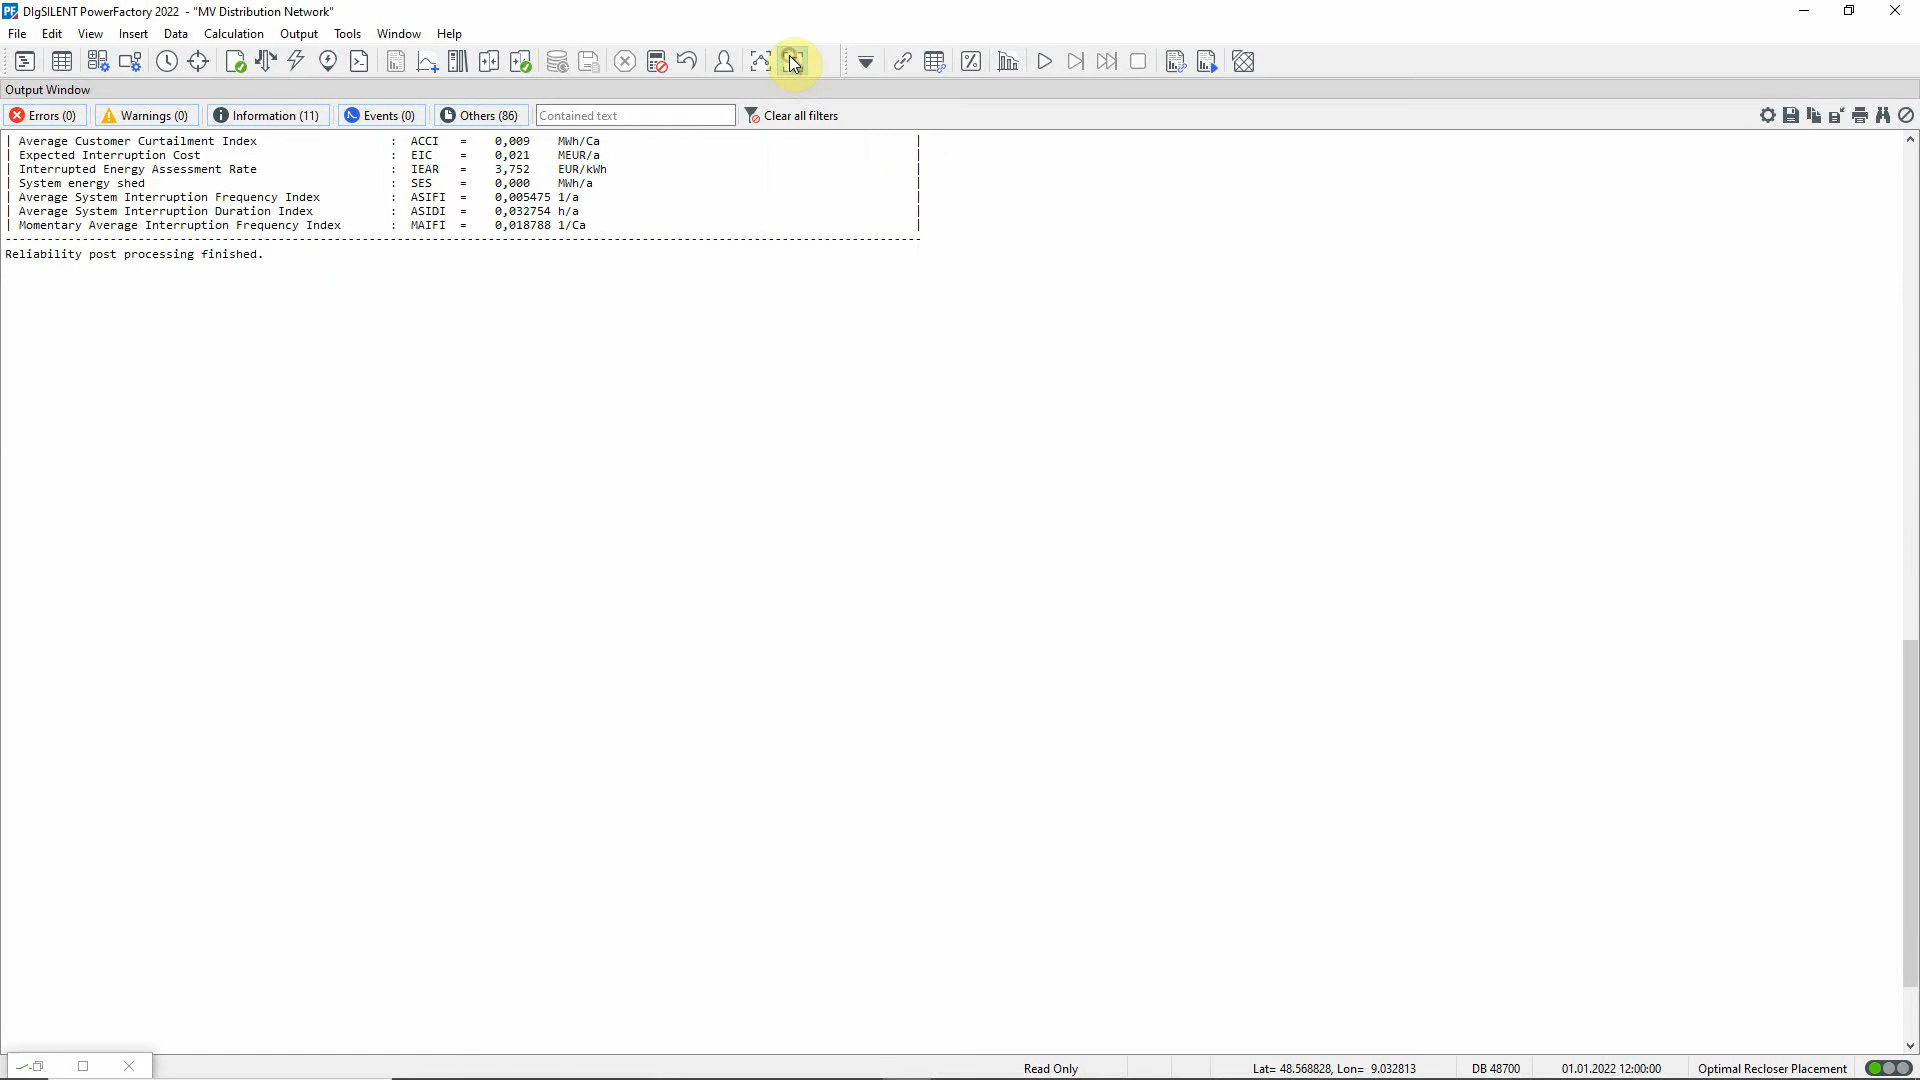 PF DIgSILENT PowerFactory 2022 - "MV Distribution Network"
File Edit View Insert Data Calculation Output Tools Window Help
Output Window
Errors (0) Warnings (0) Information (11) Events (0) Others (86) Contained text Clear all filters
| Average Customer Curtailment Index : ACCI = 0,009 MWh/Ca |
| Expected Interruption Cost : EIC = 0,021 MEUR/a |
| Interrupted Energy Assessment Rate : IEAR = 3,752 EUR/kWh |
| System energy shed : SES = 0,000 MWh/a |
| Average System Interruption Frequency Index : ASIFI = 0,005475 1/a |
| Average System Interruption Duration Index : ASIDI = 0,032754 h/a |
| Momentary Average Interruption Frequency Index : MAIFI = 0,018788 1/Ca |
Reliability post processing finished.
Read Only Lat= 48.568828, Lon= 9.032813 DB 48700 01.01.2022 12:00:00 Optimal Recloser Placement